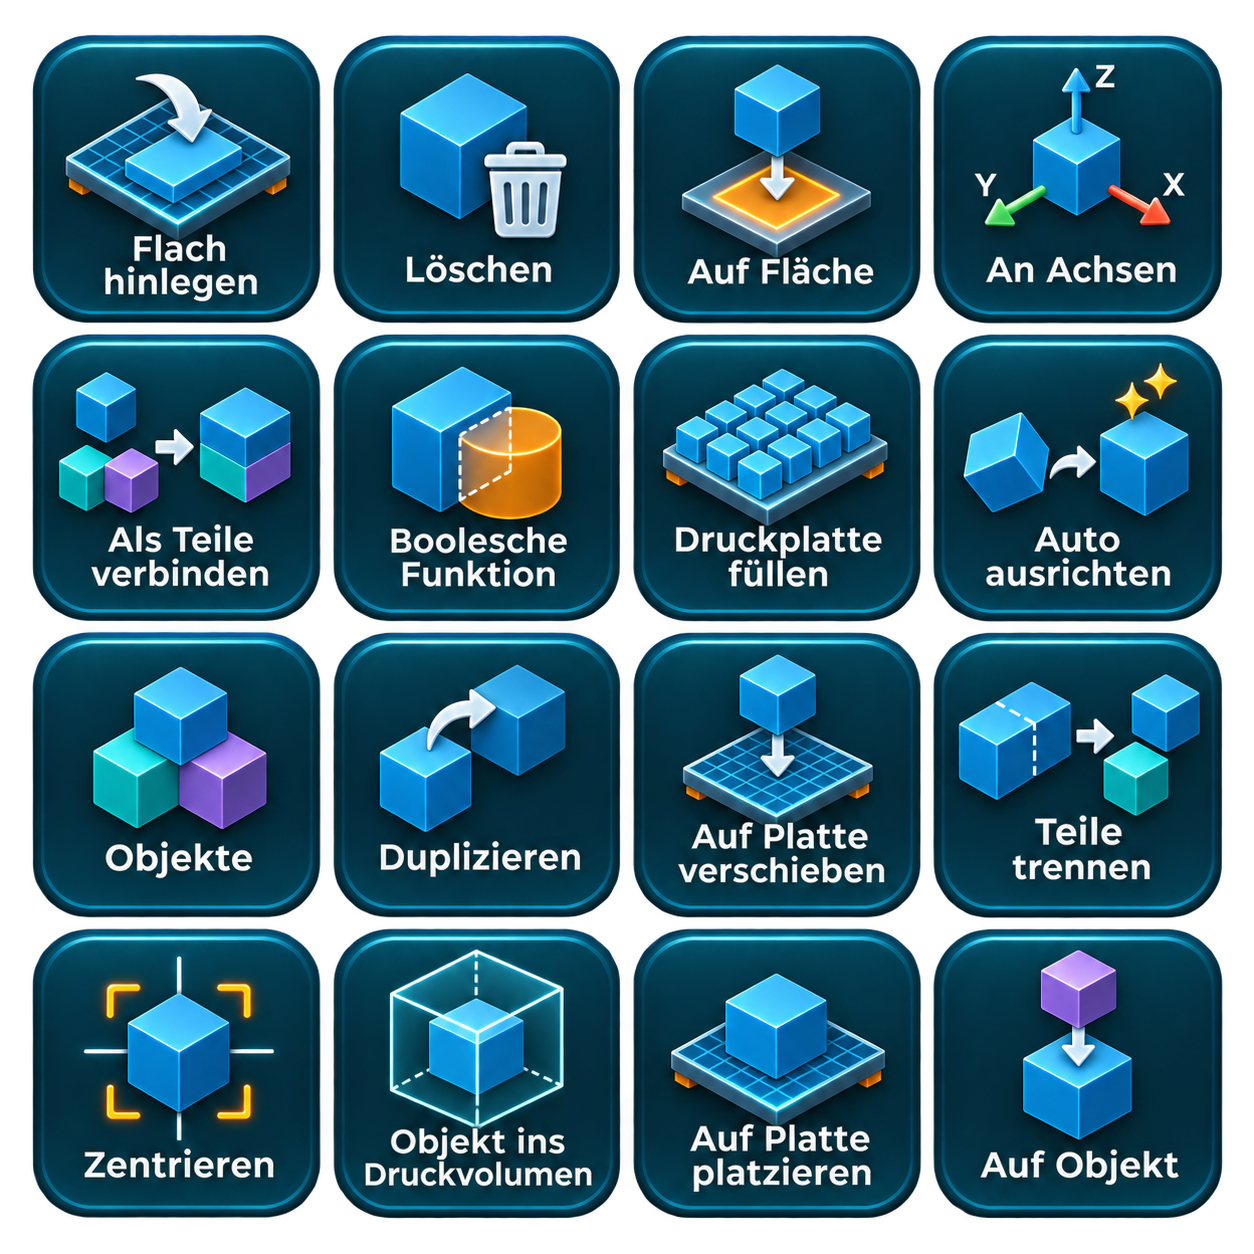 Flach
hinlegen
Löschen
Auf Fläche
Z
Y
X
An Achsen
Als Teile
verbinden
Boolesche
Funktion
Druckplatte
füllen
Auto
ausrichten
Objekte
Duplizieren
Auf Platte
verschieben
Teile
trennen
Zentrieren
Objekt ins
Druckvolumen
Auf Platte
platzieren
Auf Objekt